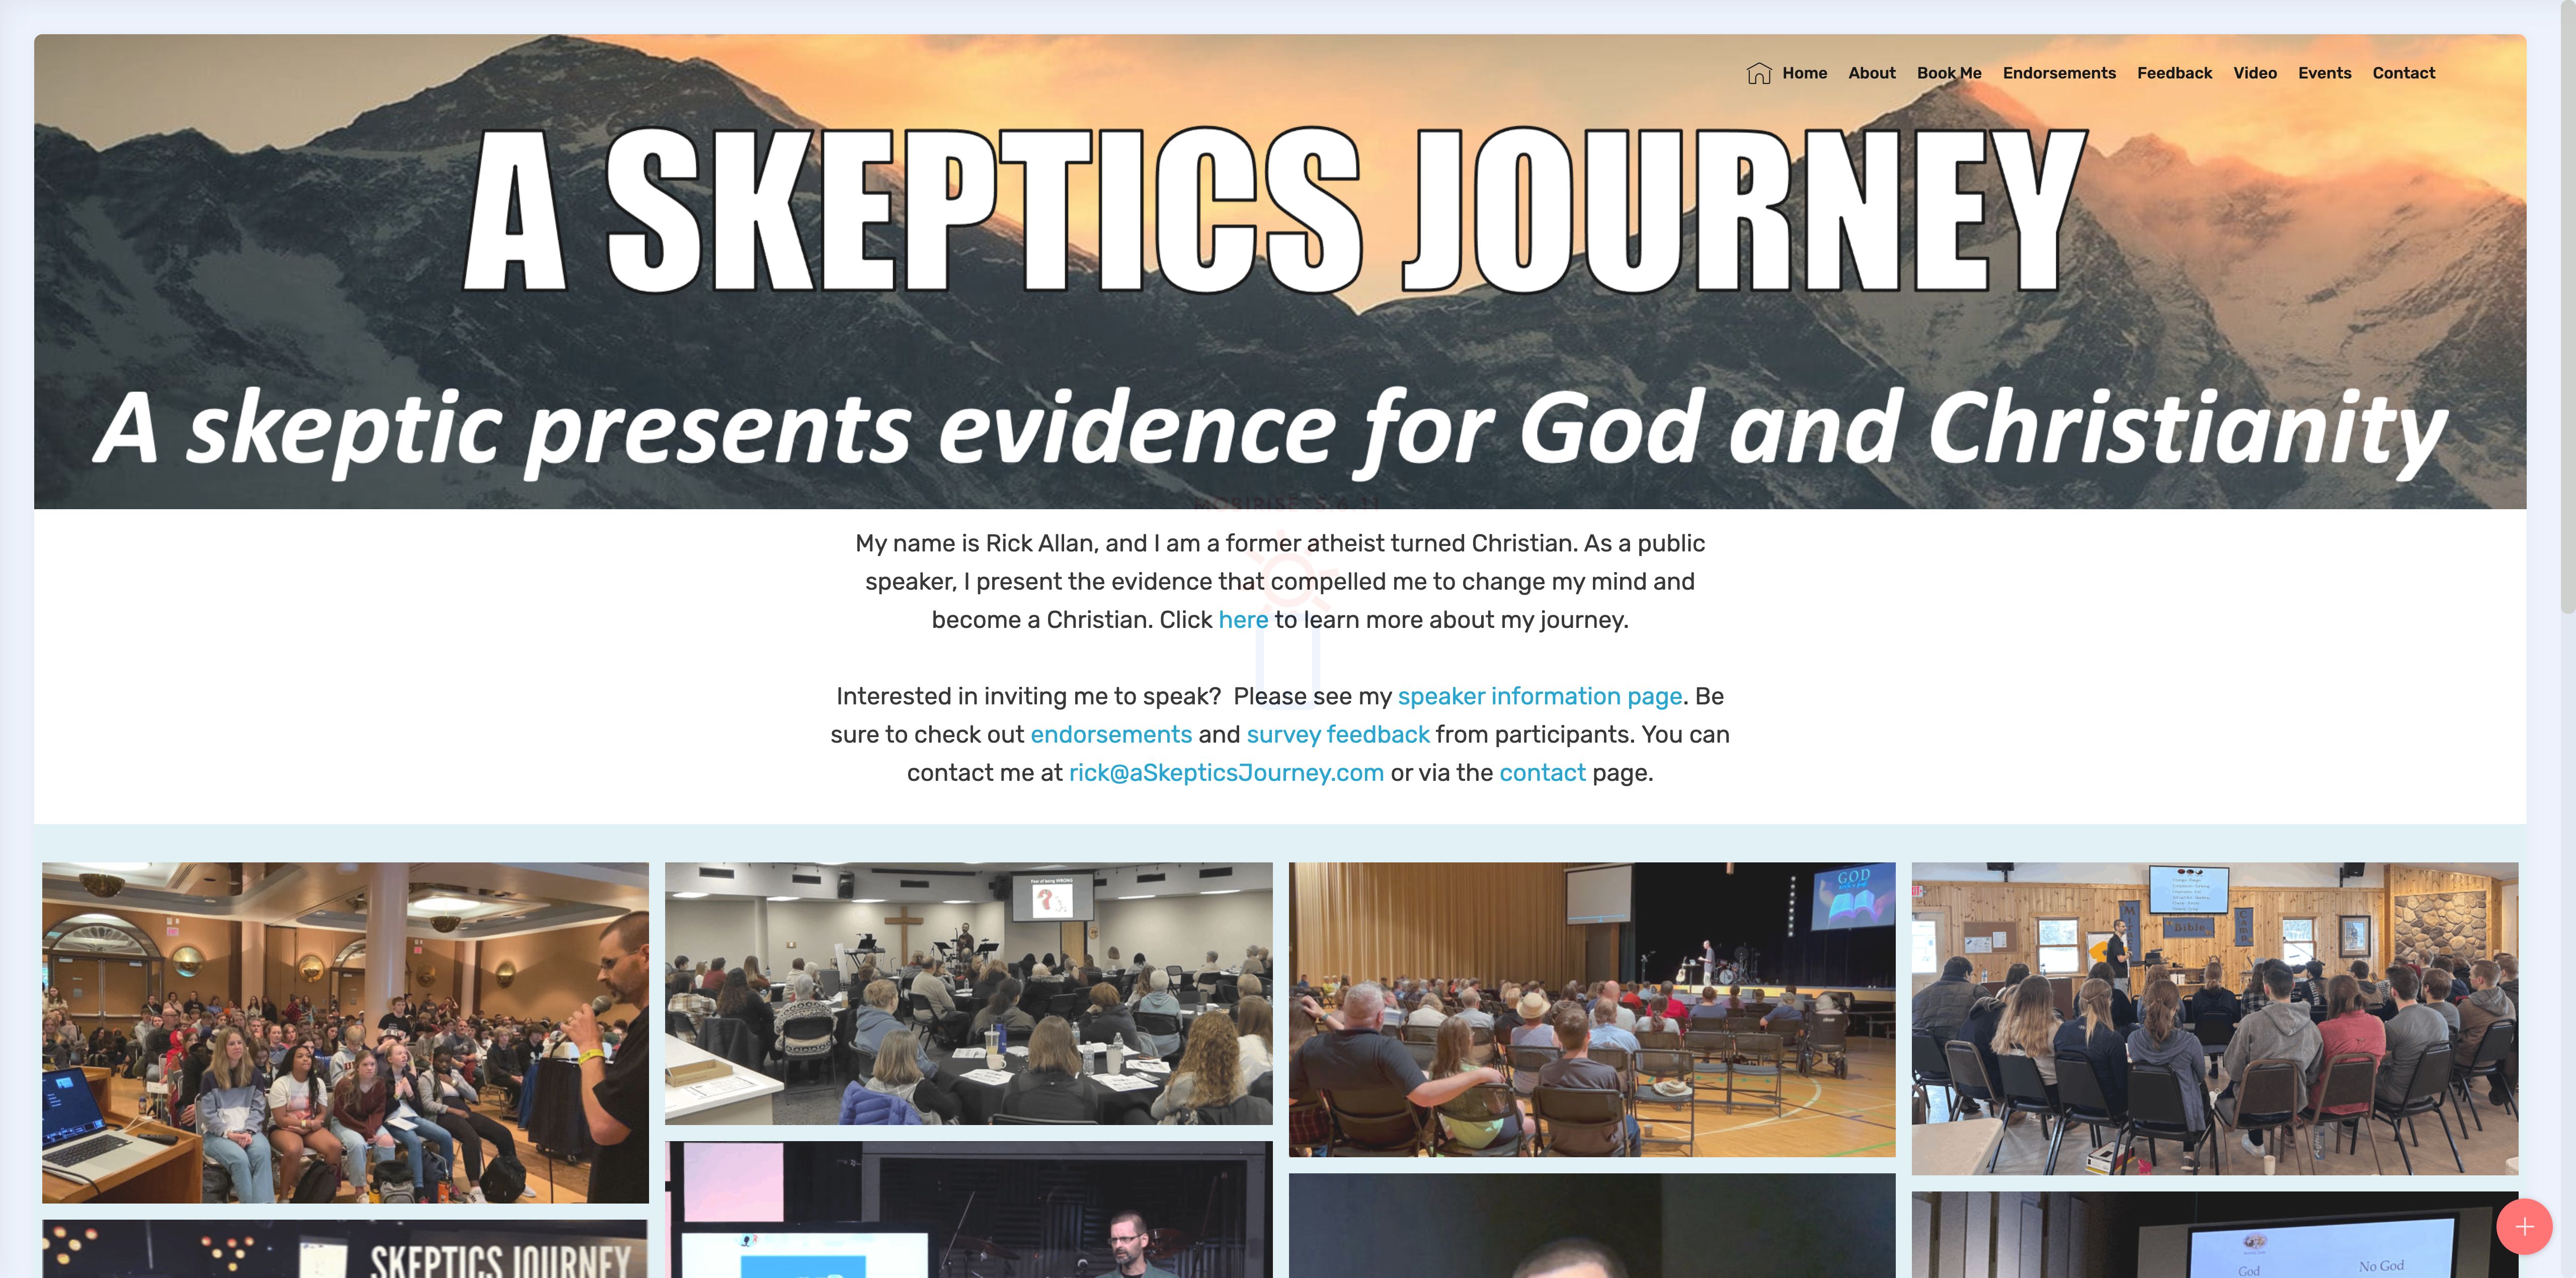 Home About Book Me Endorsements Feedback Video Events Contact
A SKEPTICS JOURNEY
A skeptic presents evidence for God and Christianity
My name is Rick Allan, and I am a former atheist turned Christian. As a public
speaker, I present the evidence that compelled me to change my mind and
become a Christian. Click here to learn more about my journey.
Interested in inviting me to speak? Please see my speaker information page. Be
sure to check out endorsements and survey feedback from participants. You can
contact me at rick@aSkepticsJourney.com or via the contact page.
Fear of being WRONG
GOD
Bible
Camp
SKEPTICS JOURNEY
God
No God